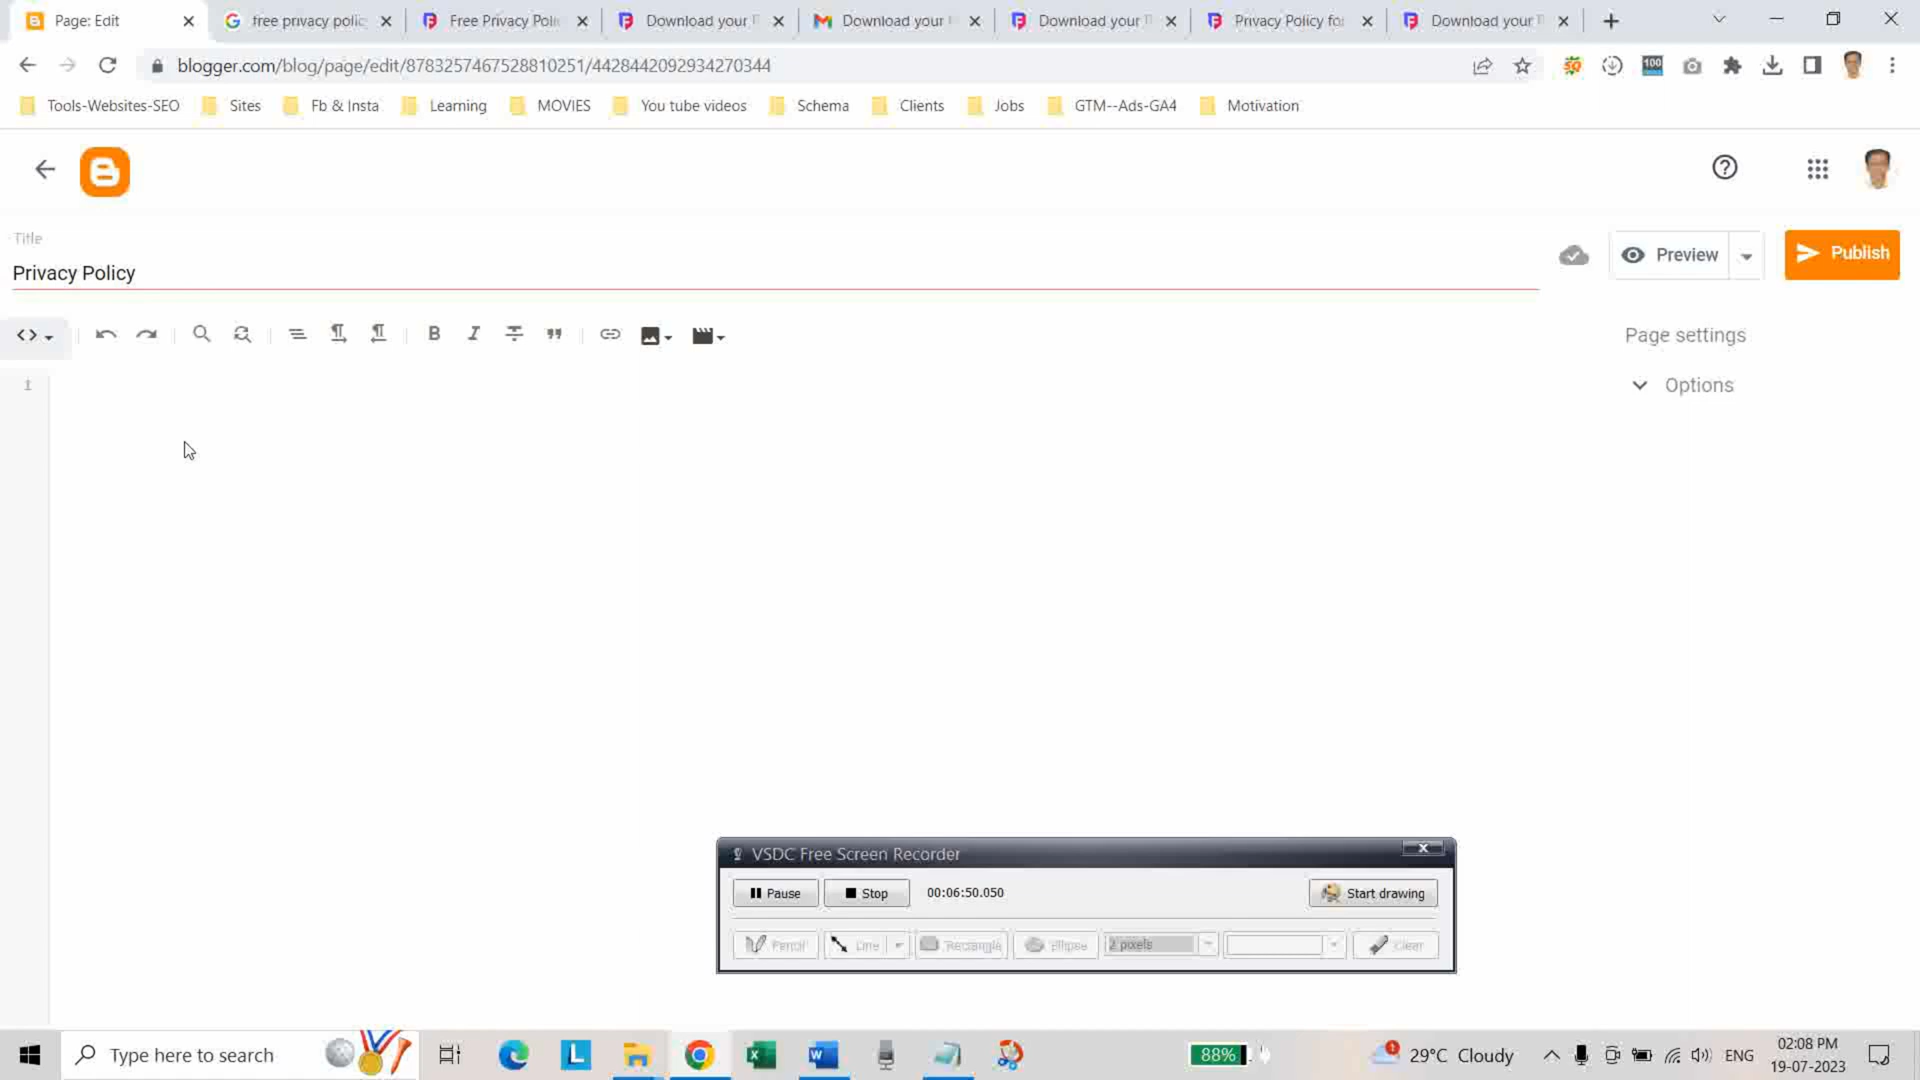 Page: Edit
free privacy polic
Free Privacy Poli
Download your
Download your
Download your
Privacy Policy for
Download your
blogger.com/blog/page/edit/8783257467528810251/4428442092934270344
100
Tools-Websites-SEO
Sites
Fb & Insta
Learning
MOVIES
You tube videos
Schema
Clients
Jobs
GTM--Ads-GA4
Motivation
Title
Privacy Policy
Preview
Publish
Page settings
Options
1
VSDC Free Screen Recorder
Pause
Stop
00:06:50.050
Start drawing
Pencil
Line
Rectangle
Ellipse
2 pixels
Clear
Type here to search
88%
1
29°C Cloudy
ENG
02:08 PM
19-07-2023